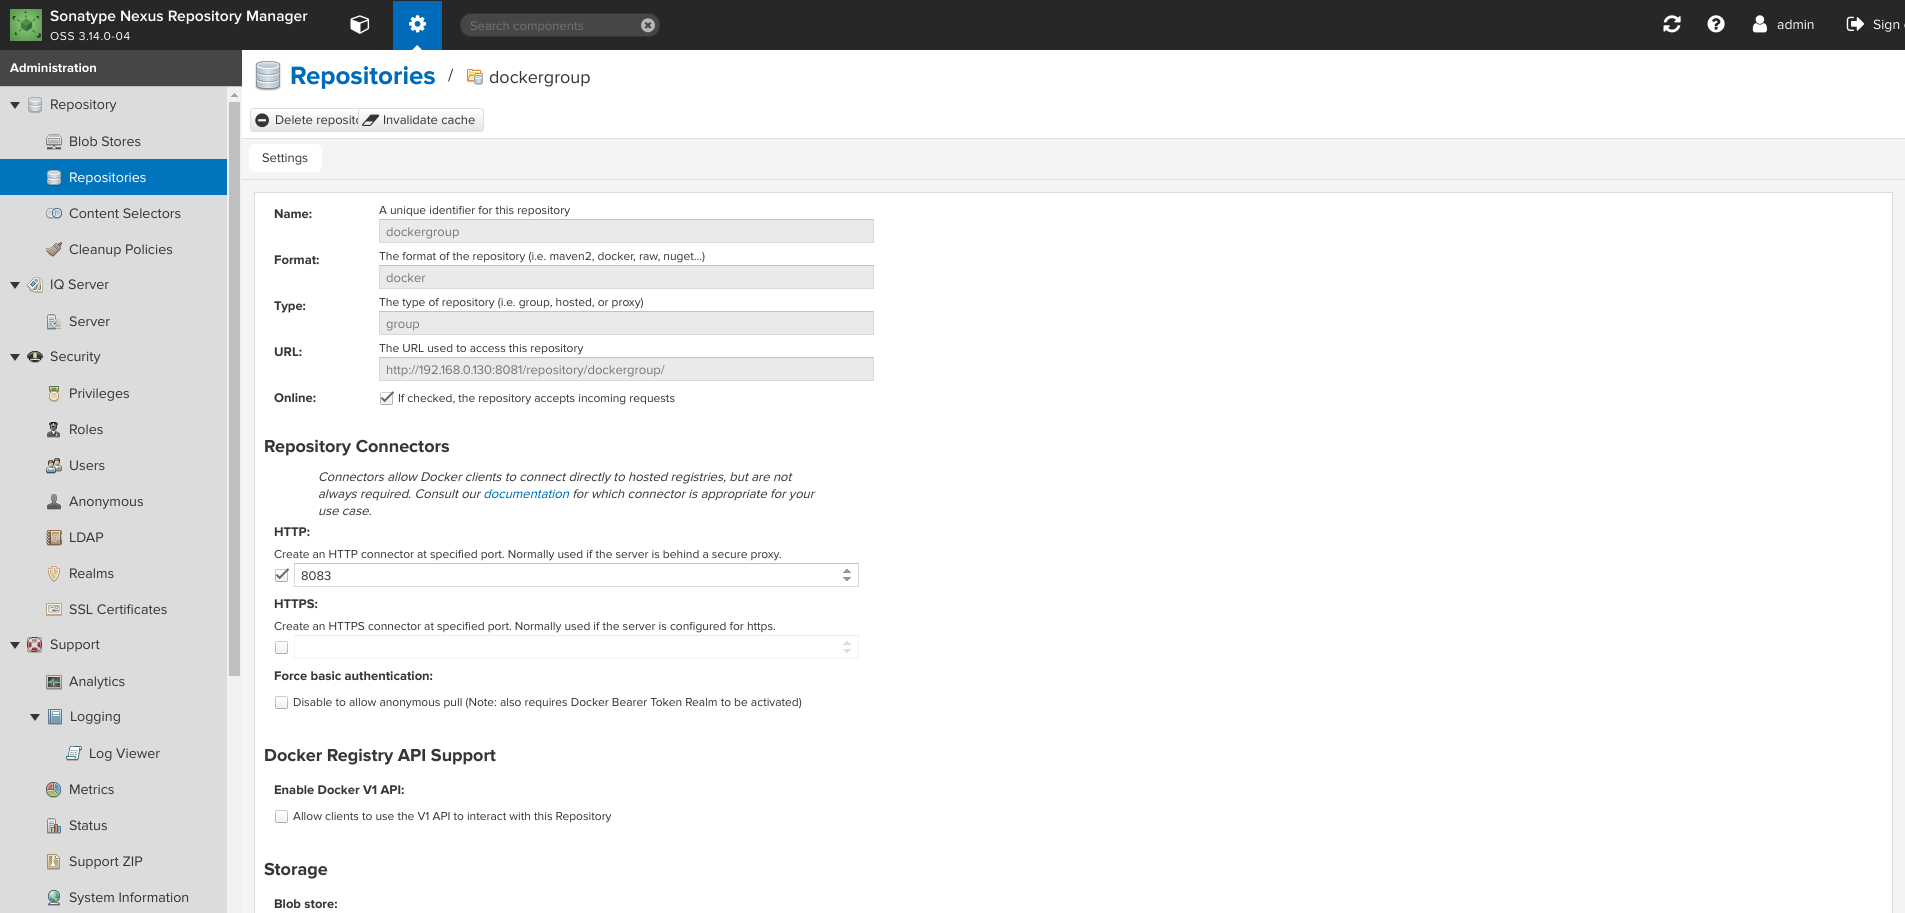 Sonatype Nexus Repository Manager
OSS 3.14.0-04
Search components
admin
Sign
Administration
Repository
Blob Stores
Repositories
Content Selectors
Cleanup Policies
IQ Server
Server
Security
Privileges
Roles
Users
Anonymous
LDAP
Realms
SSL Certificates
Support
Analytics
Logging
Log Viewer
Metrics
Status
Support ZIP
System Information
Repositories / dockergroup
Delete reposito Invalidate cache
Settings
Name: A unique identifier for this repository
dockergroup
Format: The format of the repository (i.e. maven2, docker, raw, nuget...)
docker
Type: The type of repository (i.e. group, hosted, or proxy)
group
URL: The URL used to access this repository
http://192.168.0.130:8081/repository/dockergroup/
Online: If checked, the repository accepts incoming requests
Repository Connectors
Connectors allow Docker clients to connect directly to hosted registries, but are not
always required. Consult our documentation for which connector is appropriate for your
use case.
HTTP:
Create an HTTP connector at specified port. Normally used if the server is behind a secure proxy.
8083
HTTPS:
Create an HTTPS connector at specified port. Normally used if the server is configured for https.
Force basic authentication:
Disable to allow anonymous pull (Note: also requires Docker Bearer Token Realm to be activated)
Docker Registry API Support
Enable Docker V1 API:
Allow clients to use the V1 API to interact with this Repository
Storage
Blob store: